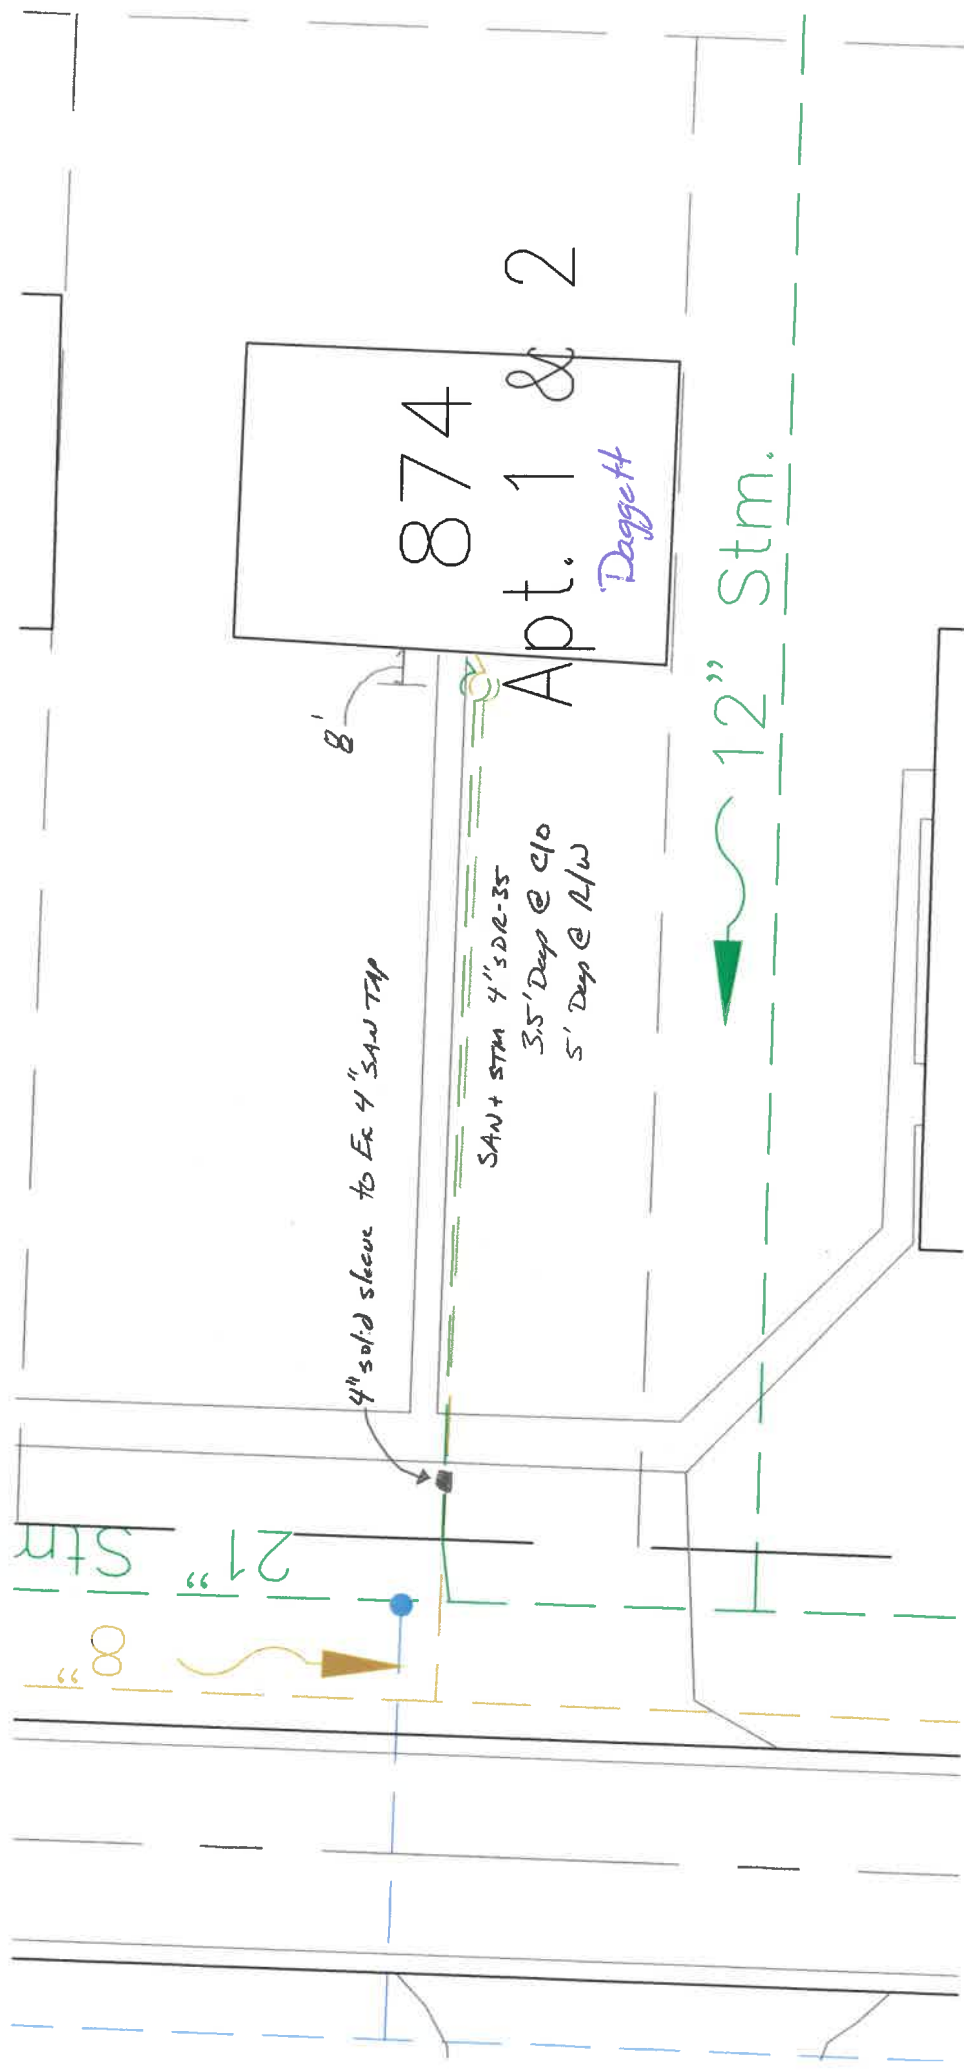 874
Apt. 1 & 2
Daggett
8'
4" solid sleeve to Ex 4" SAN TAP
SAN + STM 4" SDR-35
3.5' Deep @ C/O
5' Deep @ R/W
12" Stm.
21" Stm
8"